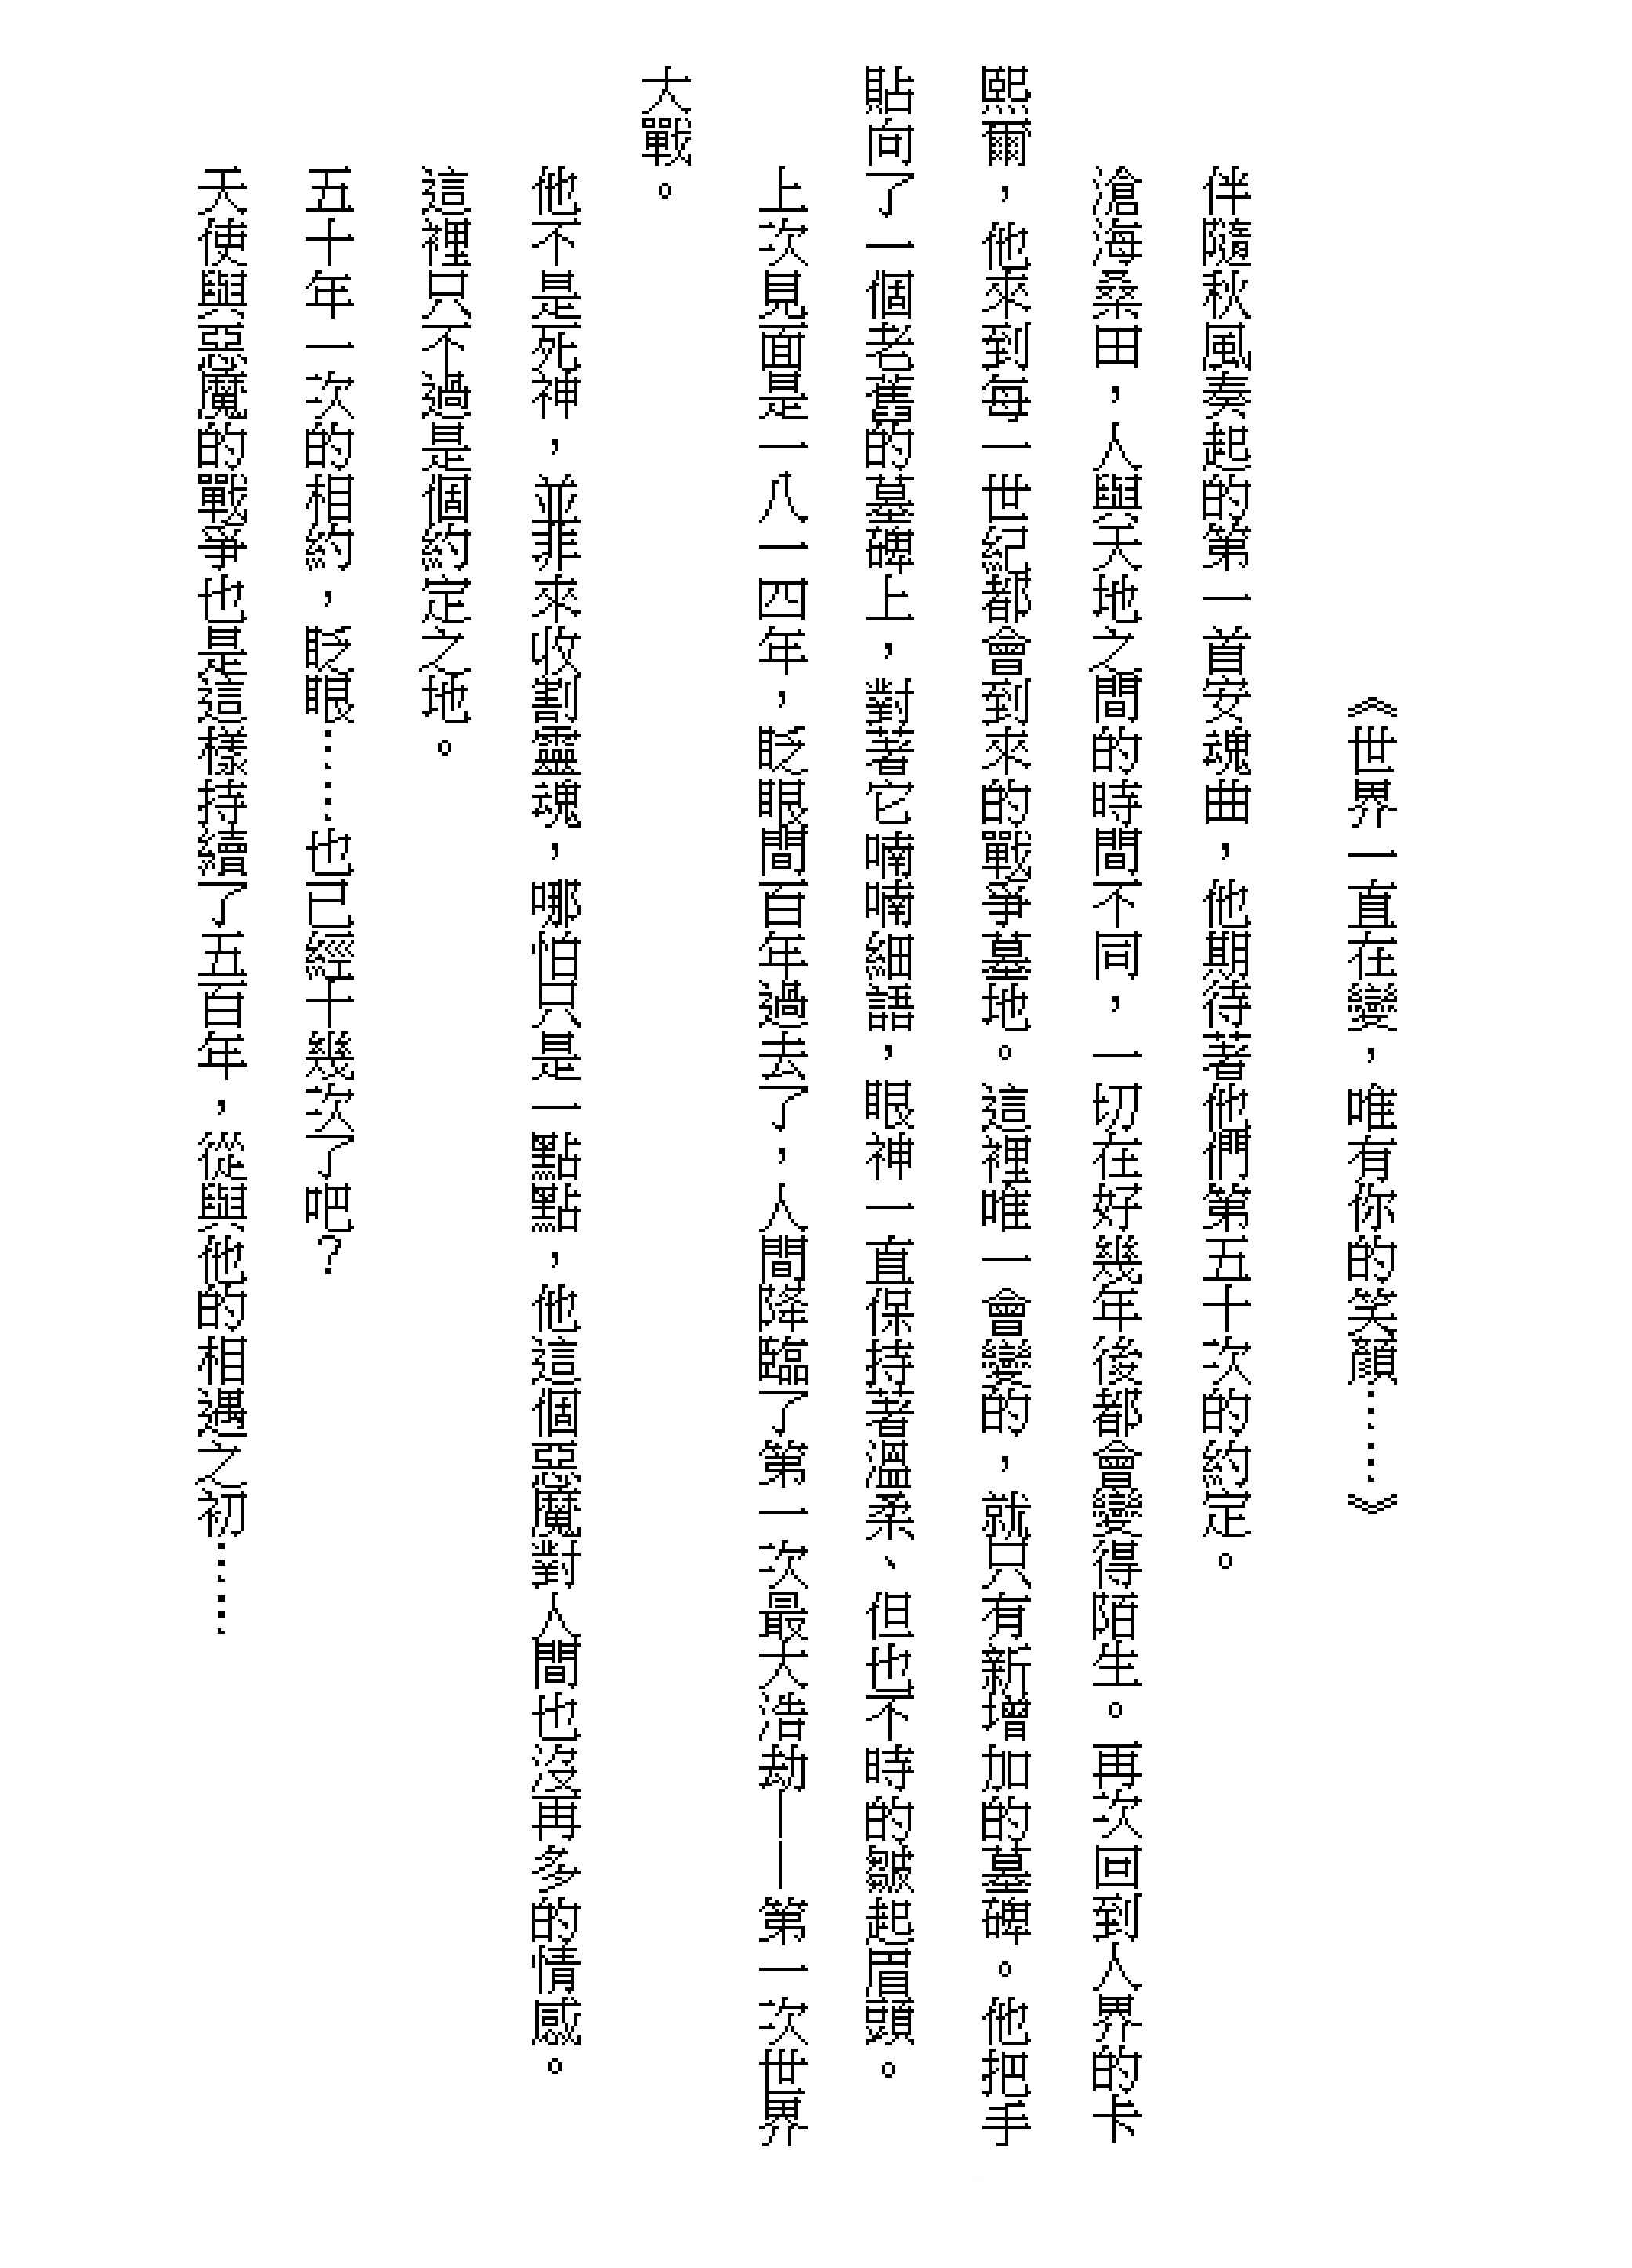 《世界一直在變，唯有你的笑顏……》
伴隨秋風奏起的第一首安魂曲，他期待著他們第五十次的約定。
滄海桑田，人與天地之間的時間不同，一切在好幾年後都會變得陌生。再次回到人界的卡
熙爾，他來到每一世紀都會到來的戰爭墓地。這裡唯一會變的，就只有新增加的墓碑。他把手
貼向了一個老舊的墓碑上，對著它喃喃細語，眼神一直保持著溫柔、但也不時的皺起眉頭。
上次見面是一八一四年，眨眼間百年過去了，人間降臨了第一次最大浩劫——第一次世界
大戰。
他不是死神，並非來收割靈魂，哪怕只是一點點，他這個惡魔對人間也沒再多的情感。
這裡只不過是個約定之地。
五十年一次的相約，眨眼……也已經十幾次了吧？
天使與惡魔的戰爭也是這樣持續了五百年，從與他的相遇之初……